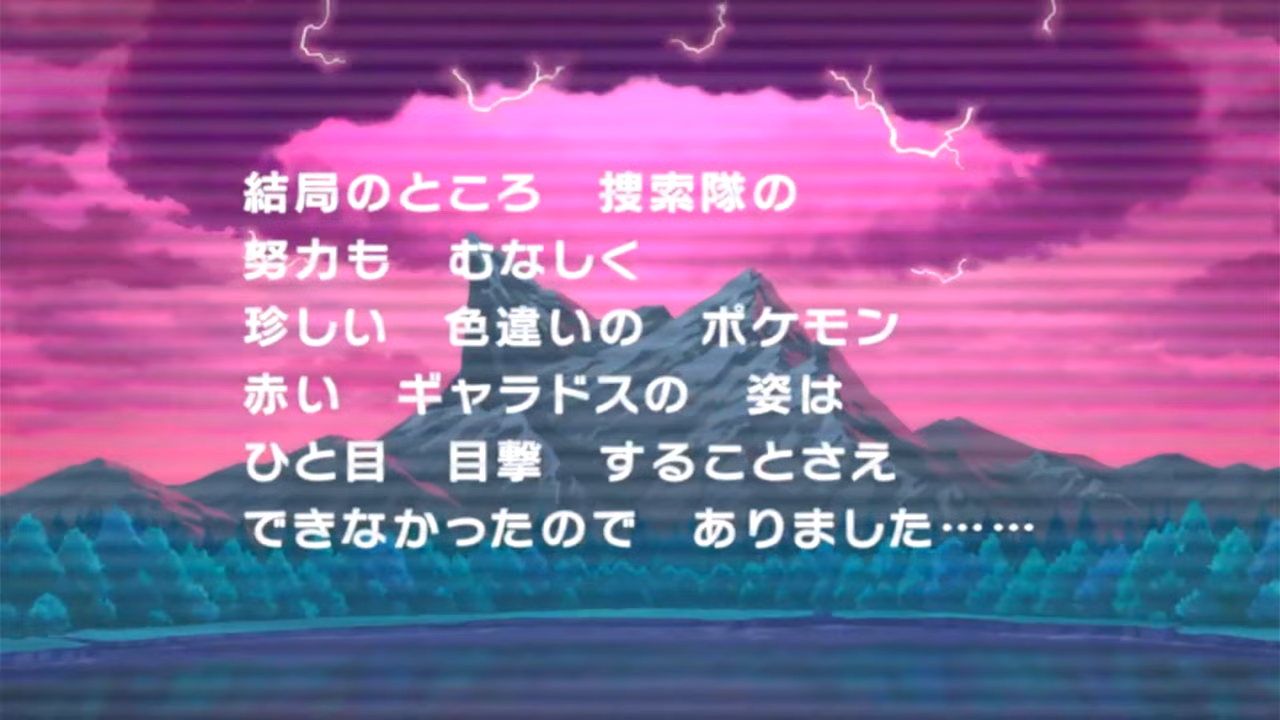 結局のところ　捜索隊の
努力も　むなしく
珍しい　色違いの　ポケモン
赤い　ギャラドスの　姿は
ひと目　目撃　することさえ
できなかったので　ありました……